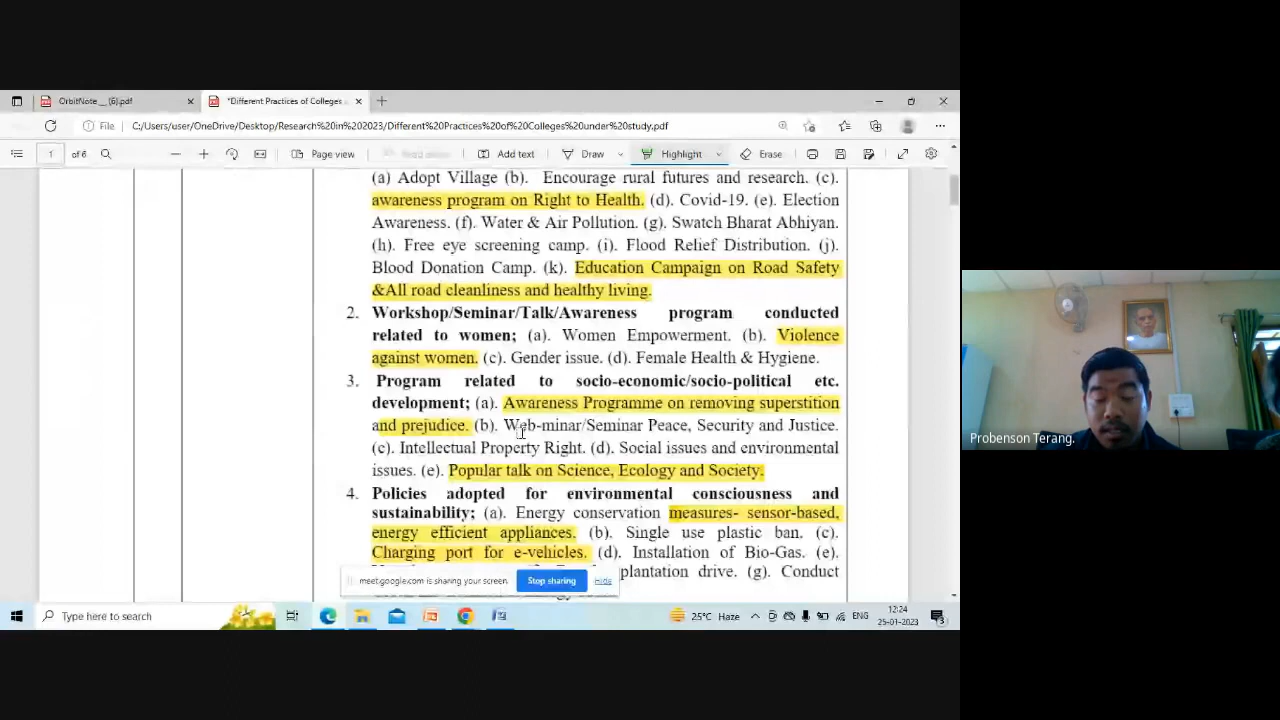 OrbitNote__ (6).pdf
*Different Practices of Colleges
File
C:/Users/user/OneDrive/Desktop/Research%20in%202023/Different%20Practices%20of%20Colleges%20under%20study.pdf
1 of 6
Page view
Add text
Draw
Highlight
Erase
(a) Adopt Village (b). Encourage rural futures and research. (c).
awareness program on Right to Health. (d). Covid-19. (e). Election
Awareness. (f). Water & Air Pollution. (g). Swatch Bharat Abhiyan.
(h). Free eye screening camp. (i). Flood Relief Distribution. (j).
Blood Donation Camp. (k). Education Campaign on Road Safety
&All road cleanliness and healthy living.
2. Workshop/Seminar/Talk/Awareness program conducted
related to women; (a). Women Empowerment. (b). Violence
against women. (c). Gender issue. (d). Female Health & Hygiene.
3. Program related to socio-economic/socio-political etc.
development; (a). Awareness Programme on removing superstition
and prejudice. (b). Web-minar/Seminar Peace, Security and Justice.
(c). Intellectual Property Right. (d). Social issues and environmental
issues. (e). Popular talk on Science, Ecology and Society.
4. Policies adopted for environmental consciousness and
sustainability; (a). Energy conservation measures- sensor-based,
energy efficient appliances. (b). Single use plastic ban. (c).
Charging port for e-vehicles. (d). Installation of Bio-Gas. (e).
plantation drive. (g). Conduct
meet.google.com is sharing your screen.
Stop sharing
Hide
Type here to search
25°C Haze
ENG
12:24
25-01-2023
3
Probenson Terang.